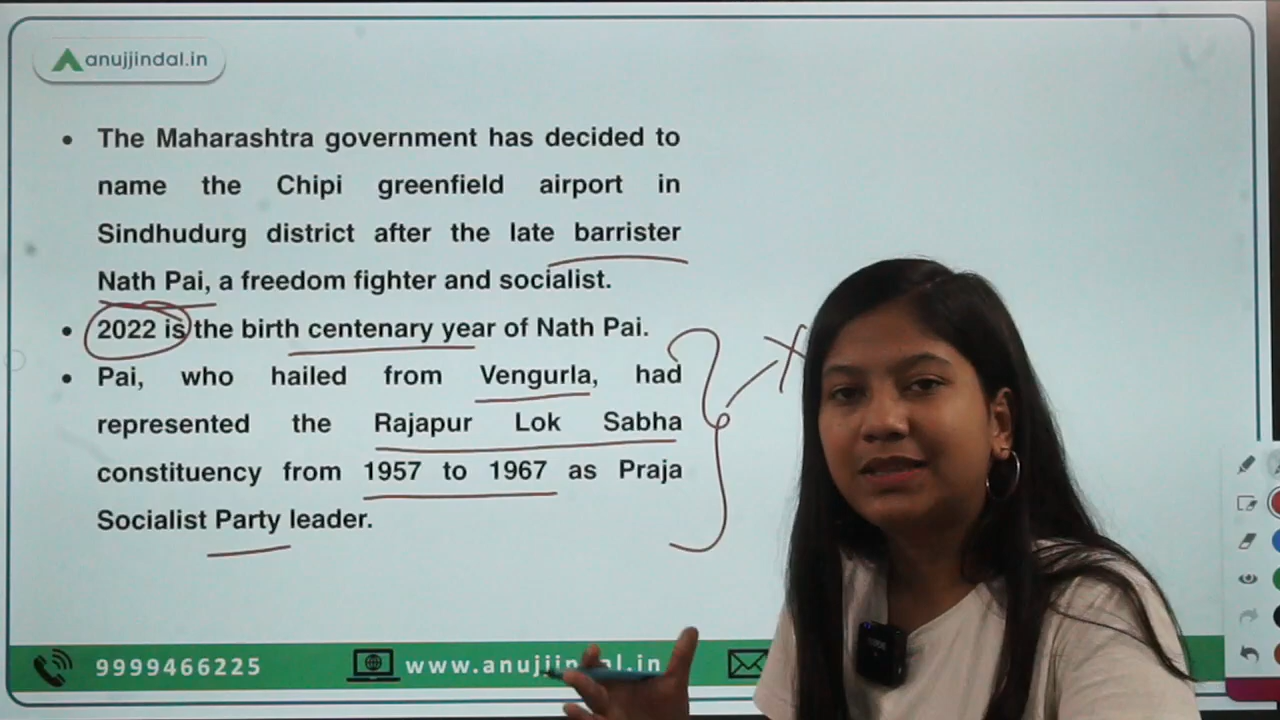 anujjindal.in
• The Maharashtra government has decided to
name the Chipi greenfield airport in
Sindhudurg district after the late barrister
Nath Pai, a freedom fighter and socialist.
• 2022 is the birth centenary year of Nath Pai.
• Pai, who hailed from Vengurla, had
represented the Rajapur Lok Sabha
constituency from 1957 to 1967 as Praja
Socialist Party leader.
9999466225 www.anujjindal.in